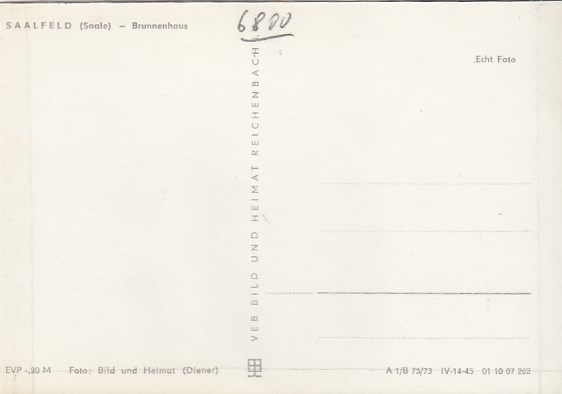 SAALFELD (Saale) – Brunnenhaus
6800
Echt Foto
VEB BILD UND HEIMAT REICHENBACH
EVP -,20 M Foto: Bild und Heimat (Diener)
A 1/B 75/73 IV-14-45 01 10 07 262